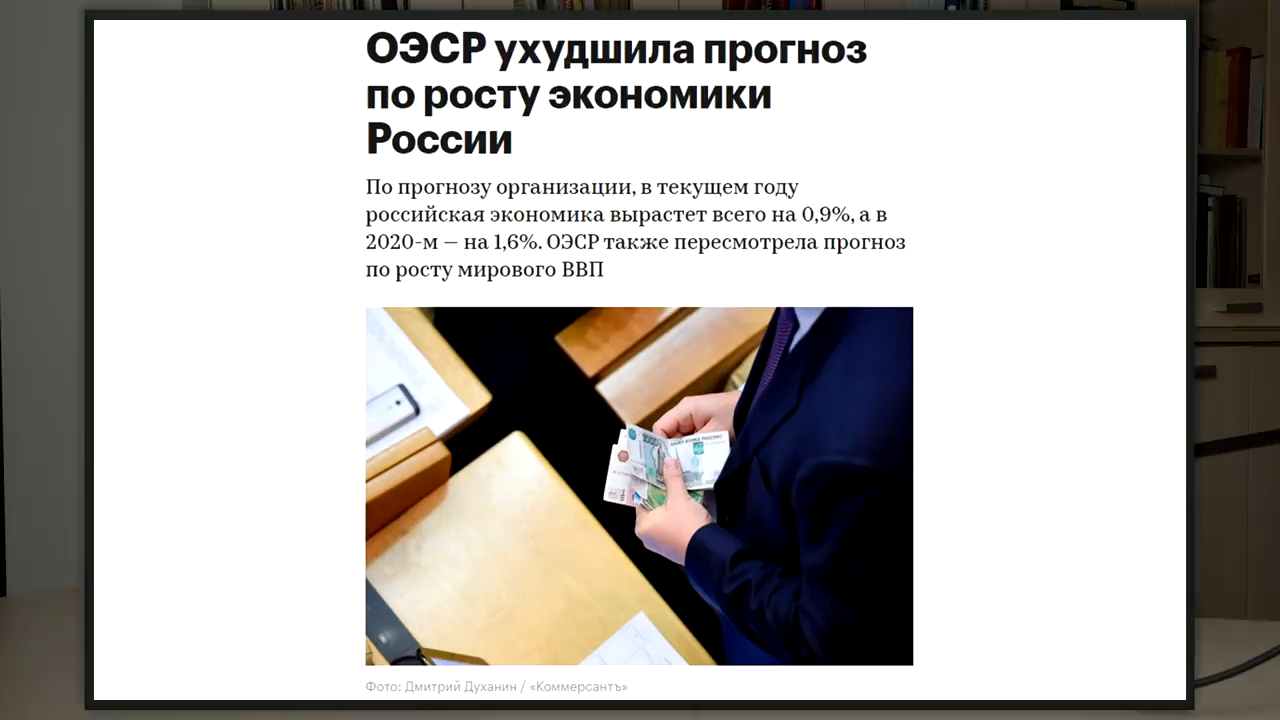 ОЭСР ухудшила прогноз
по росту экономики
России
По прогнозу организации, в текущем году
российская экономика вырастет всего на 0,9%, а в
2020-м — на 1,6%. ОЭСР также пересмотрела прогноз
по росту мирового ВВП
Фото: Дмитрий Духанин / «Коммерсантъ»